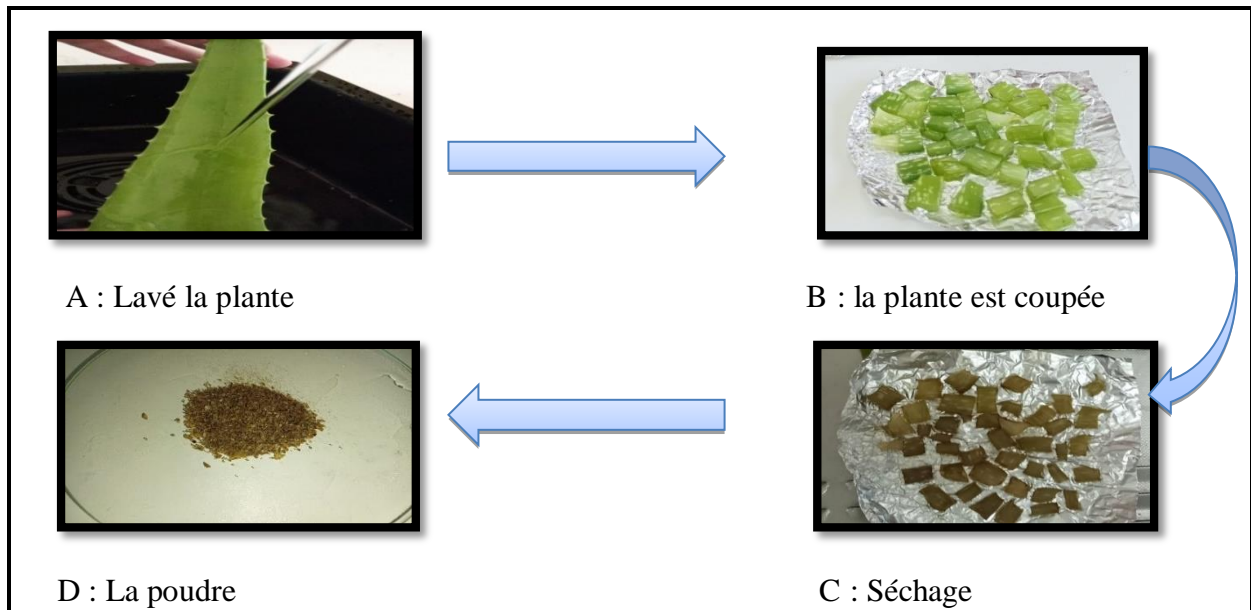 A : Lavé la plante
B : la plante est coupée
D : La poudre
C : Séchage